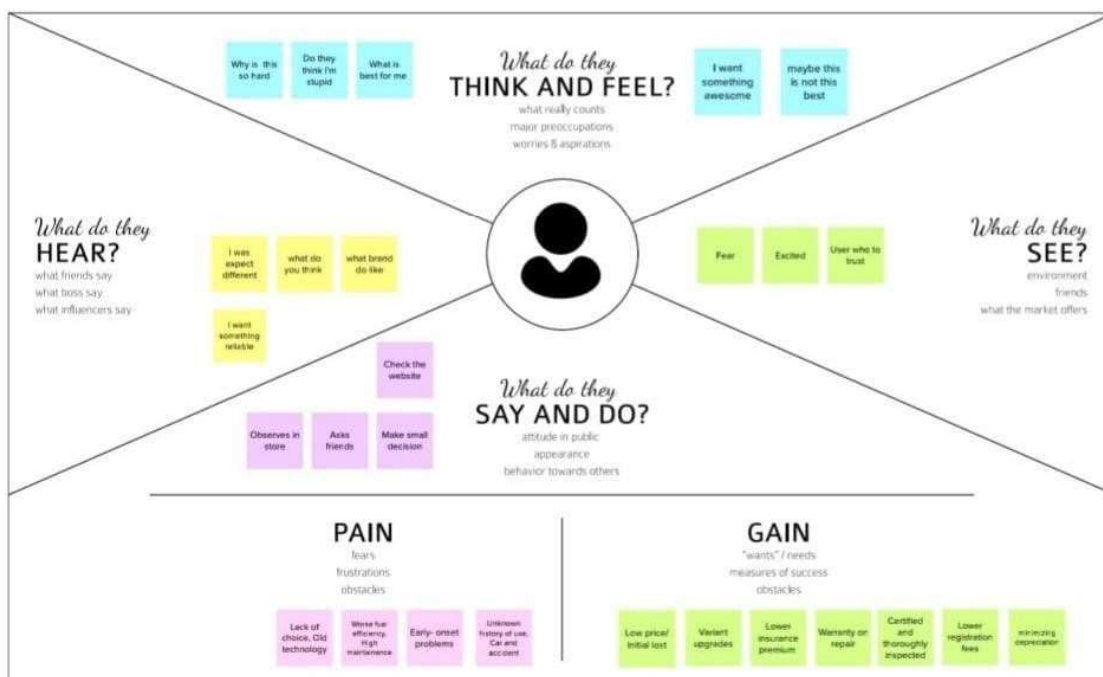 Why is this
so hard
Do they
think I'm
stupid
What is
best for me
What do they
THINK AND FEEL?
what really counts
major preoccupations
worries & aspirations
I want
something
awesome
maybe this
is not this
best
What do they
HEAR?
what friends say
what boss say
what influencers say
I was
expect
different
what do
you think
what brand
do like
I want
something
reliable
Fear
Excited
User who to
trust
What do they
SEE?
environment
friends
what the market offers
Check the
website
Observes in
store
Asks
friends
Make small
decision
What do they
SAY AND DO?
attitude in public
appearance
behavior towards others
PAIN
fears
frustrations
obstacles
Lack of
choice, Old
technology
Worse fuel
efficiency,
High
maintenance
Early- onset
problems
Unknown
history of use,
Car and
accident
GAIN
"wants" / needs
measures of success
obstacles
Low price/
Initial lost
Variant
upgrades
Lower
insurance
premium
Warranty on
repair
Certified
and
thoroughly
inspected
Lower
registration
fees
minimizing
depreciation